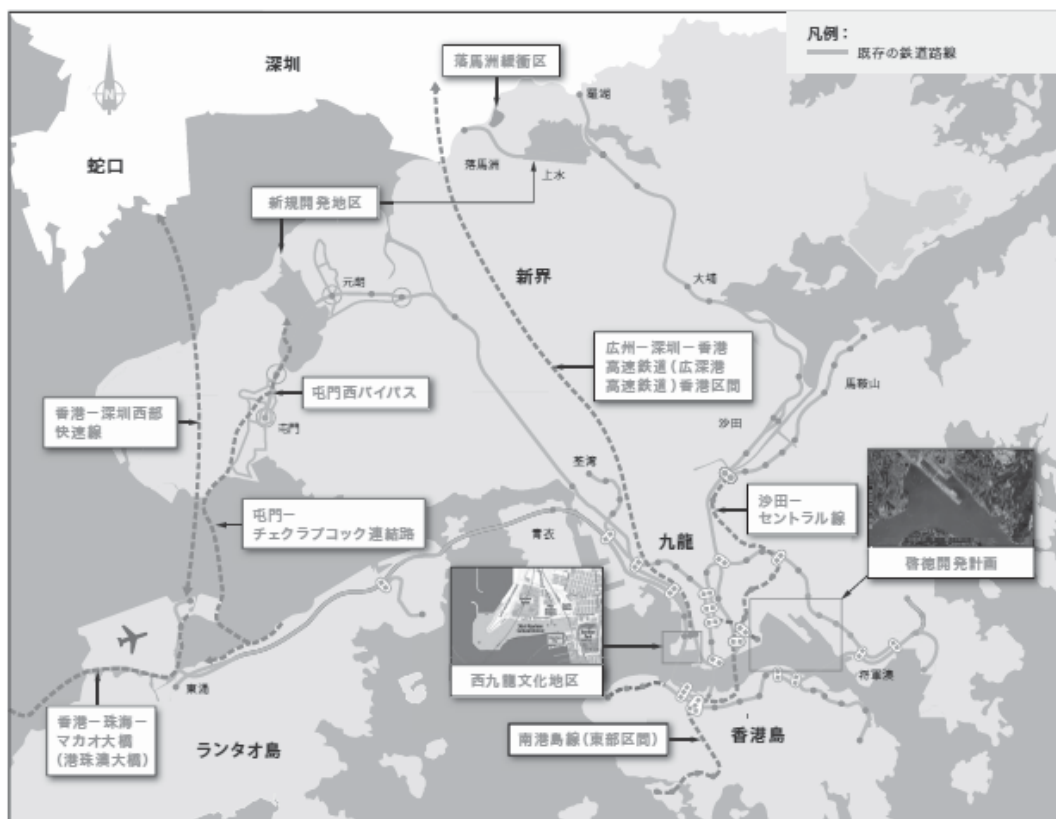 凡例：
既存の鉄道路線
深圳
落馬洲緩衝区
羅湖
蛇口
落馬洲
上水
新規開発地区
元朗
新界
大埔
広州－深圳－香港
高速鉄道（広深港
高速鉄道）香港区間
馬鞍山
屯門西バイパス
香港－深圳西部
快速線
屯門
沙田
荃湾
沙田－
セントラル線
屯門－
チェクラプコック連結路
青衣
九龍
啓徳開発計画
西九龍文化地区
東涌
将軍澳
香港－珠海－
マカオ大橋
（港珠澳大橋）
ランタオ島
南港島線（東部区間）
香港島
N